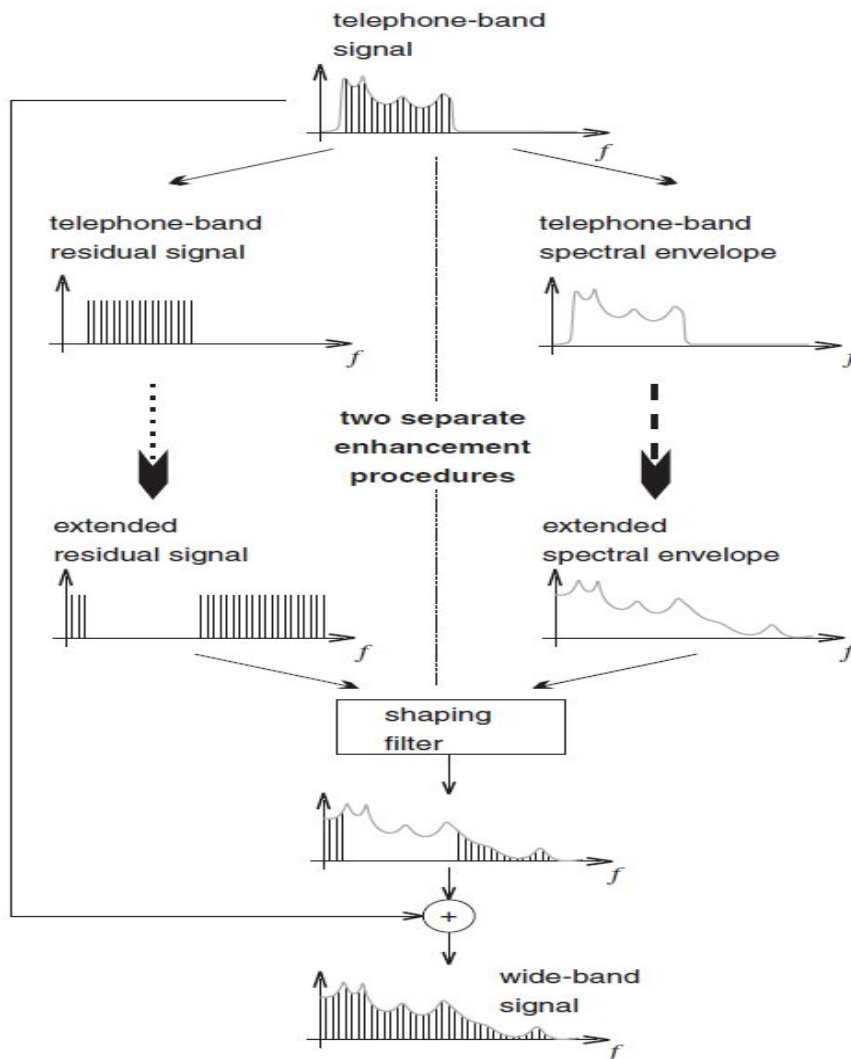 telephone-band
signal
f
telephone-band
residual signal
f
telephone-band
spectral envelope
f
two separate
enhancement
procedures
extended
residual signal
f
extended
spectral envelope
f
shaping
filter
f
+
wide-band
signal
f